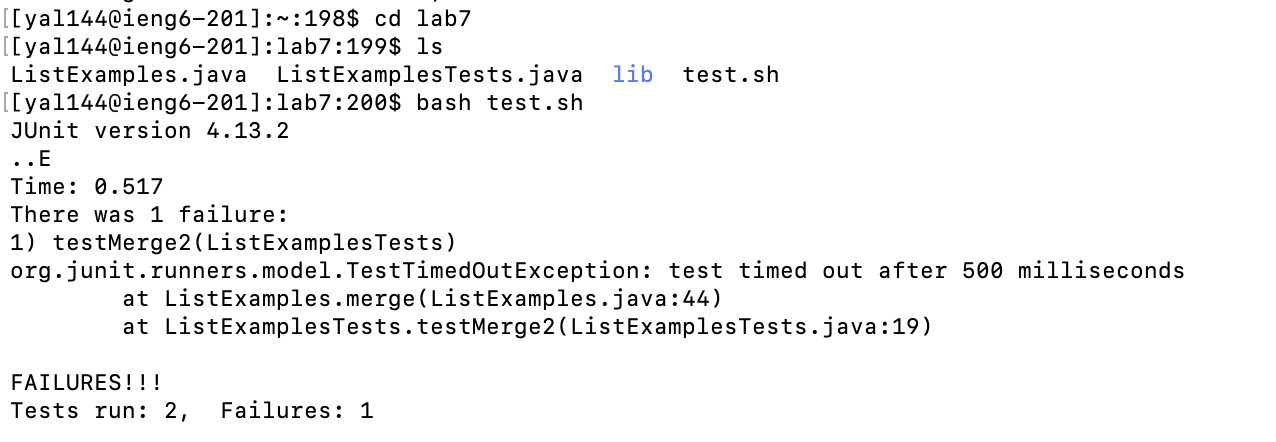 [[yal144@ieng6-201]:~:198$ cd lab7
[[yal144@ieng6-201]:lab7:199$ ls
ListExamples.java  ListExamplesTests.java  lib  test.sh
[[yal144@ieng6-201]:lab7:200$ bash test.sh
JUnit version 4.13.2
..E
Time: 0.517
There was 1 failure:
1) testMerge2(ListExamplesTests)
org.junit.runners.model.TestTimedOutException: test timed out after 500 milliseconds
        at ListExamples.merge(ListExamples.java:44)
        at ListExamplesTests.testMerge2(ListExamplesTests.java:19)

FAILURES!!!
Tests run: 2,  Failures: 1